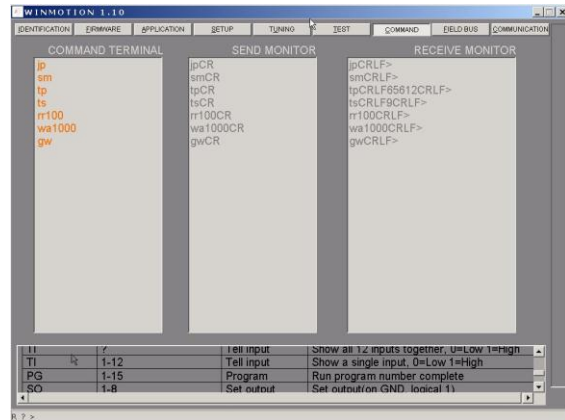 WINMOTION 1.10
IDENTIFICATION FIRMWARE APPLICATION SETUP TUNING TEST COMMAND FIELD BUS COMMUNICATION
COMMAND TERMINAL SEND MONITOR RECEIVE MONITOR
jp jpCR jpCRLF>
sm smCR smCRLF>
tp tpCR tpCRLF65612CRLF>
ts tsCR tsCRLF9CRLF>
rr100 rr100CR rr100CRLF>
wa1000 wa1000CR wa1000CRLF>
gw gwCR gwCRLF>
TI ? Tell input Show all 12 inputs together, 0=Low 1=High
TI 1-12 Tell input Show a single input, 0=Low 1=High
PG 1-15 Program Run program number complete
SO 1-8 Set output Set output(on GND, logical 1)
R ? >